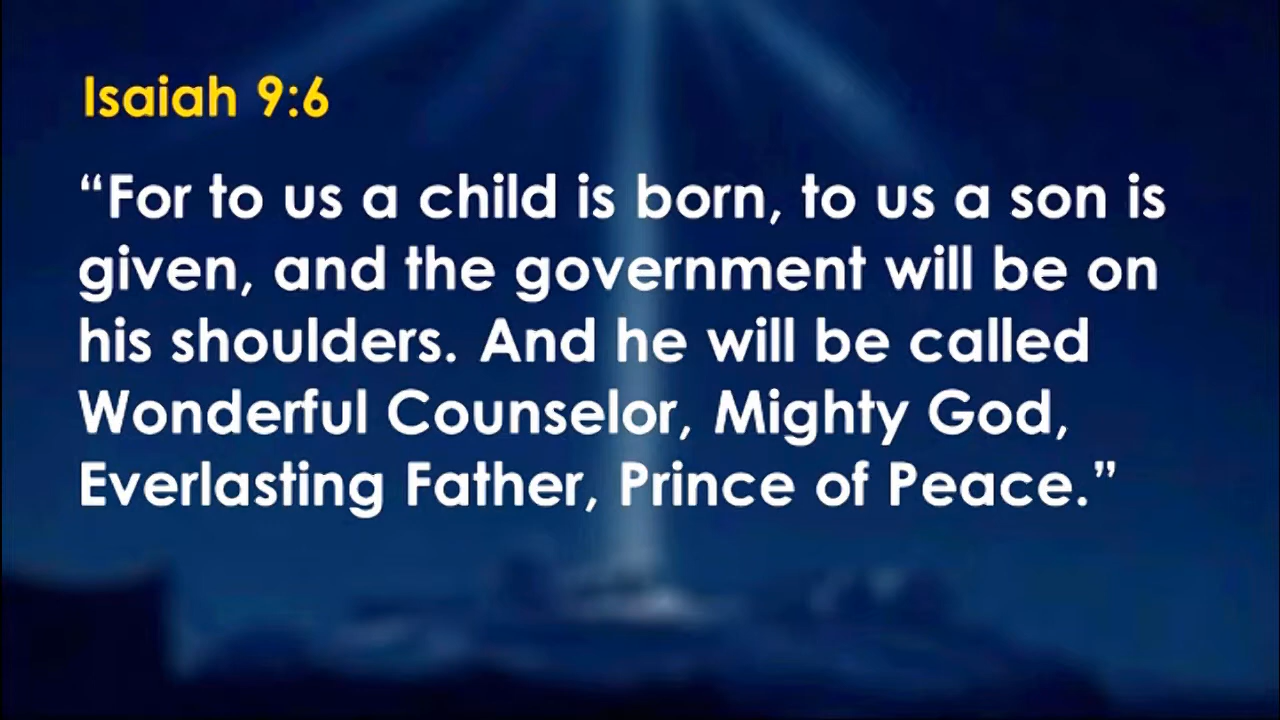 Isaiah 9:6
“For to us a child is born, to us a son is
given, and the government will be on
his shoulders. And he will be called
Wonderful Counselor, Mighty God,
Everlasting Father, Prince of Peace.”